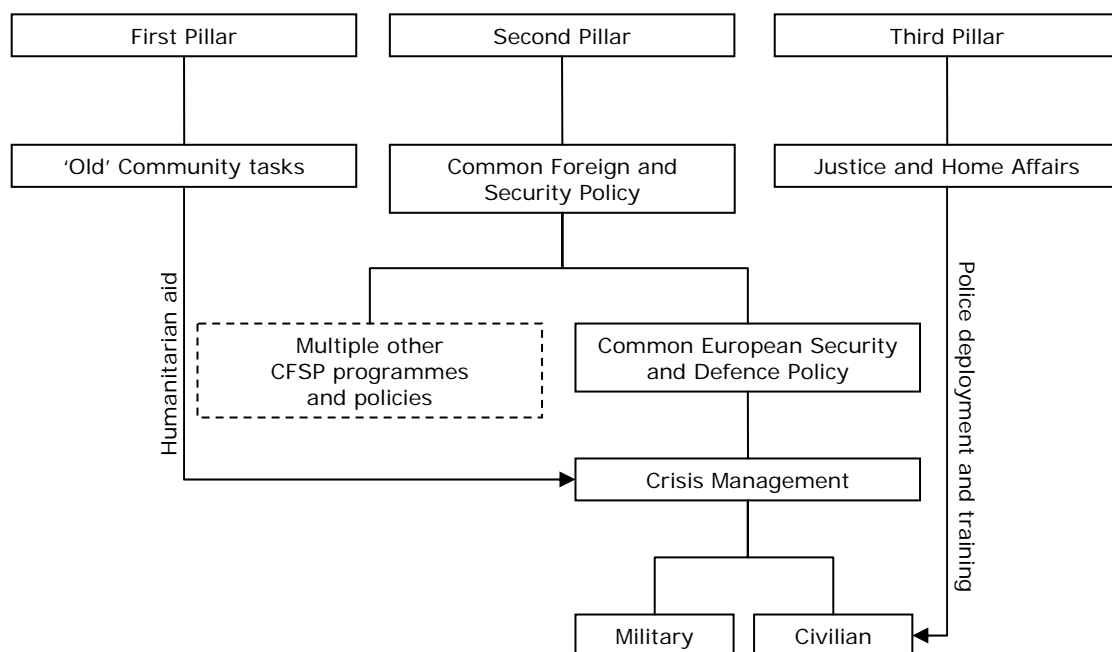 First Pillar
Second Pillar
Third Pillar
‘Old’ Community tasks
Common Foreign and
Security Policy
Justice and Home Affairs
Humanitarian aid
Police deployment and training
Multiple other
CFSP programmes
and policies
Common European Security
and Defence Policy
Crisis Management
Military
Civilian